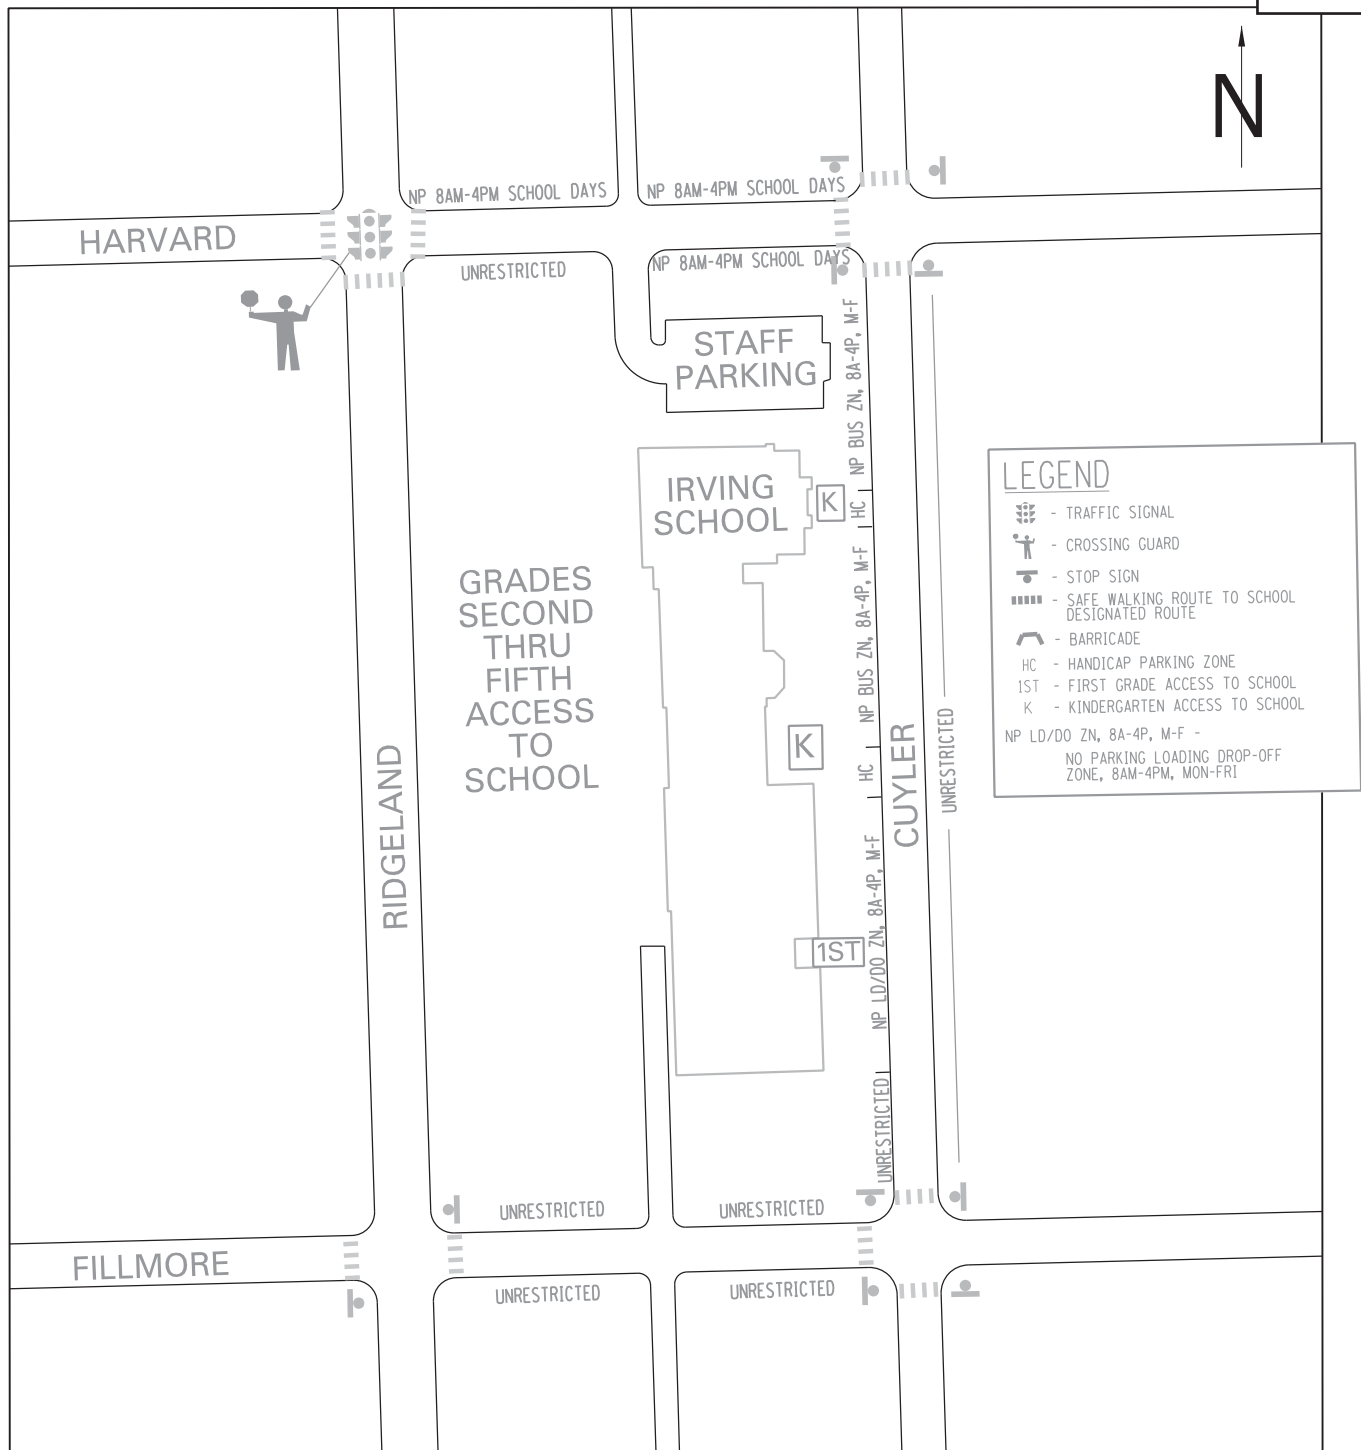 N
NP 8AM-4PM SCHOOL DAYS
NP 8AM-4PM SCHOOL DAYS
HARVARD
UNRESTRICTED
NP 8AM-4PM SCHOOL DAYS
STAFF
PARKING
NP BUS ZN, 8A-4P, M-F
IRVING
SCHOOL
K
HC
GRADES
SECOND
THRU
FIFTH
ACCESS
TO
SCHOOL
NP BUS ZN, 8A-4P, M-F
K
HC
RIDGELAND
CUYLER
UNRESTRICTED
NP LD/DO ZN, 8A-4P, M-F
1ST
UNRESTRICTED
LEGEND
- TRAFFIC SIGNAL
- CROSSING GUARD
- STOP SIGN
- SAFE WALKING ROUTE TO SCHOOL
DESIGNATED ROUTE
- BARRICADE
HC - HANDICAP PARKING ZONE
1ST - FIRST GRADE ACCESS TO SCHOOL
K - KINDERGARTEN ACCESS TO SCHOOL
NP LD/DO ZN, 8A-4P, M-F -
NO PARKING LOADING DROP-OFF
ZONE, 8AM-4PM, MON-FRI
UNRESTRICTED
UNRESTRICTED
FILLMORE
UNRESTRICTED
UNRESTRICTED